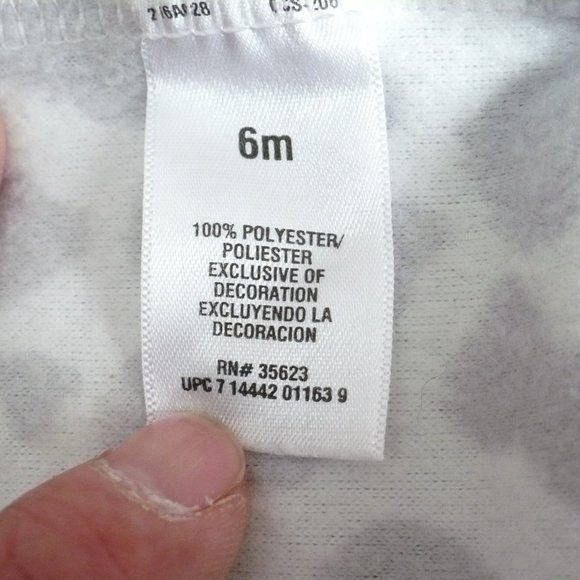 6m
100% POLYESTER/
POLIESTER
EXCLUSIVE OF
DECORATION
EXCLUYENDO LA
DECORACION
RN# 35623
UPC 7 14442 01163 9